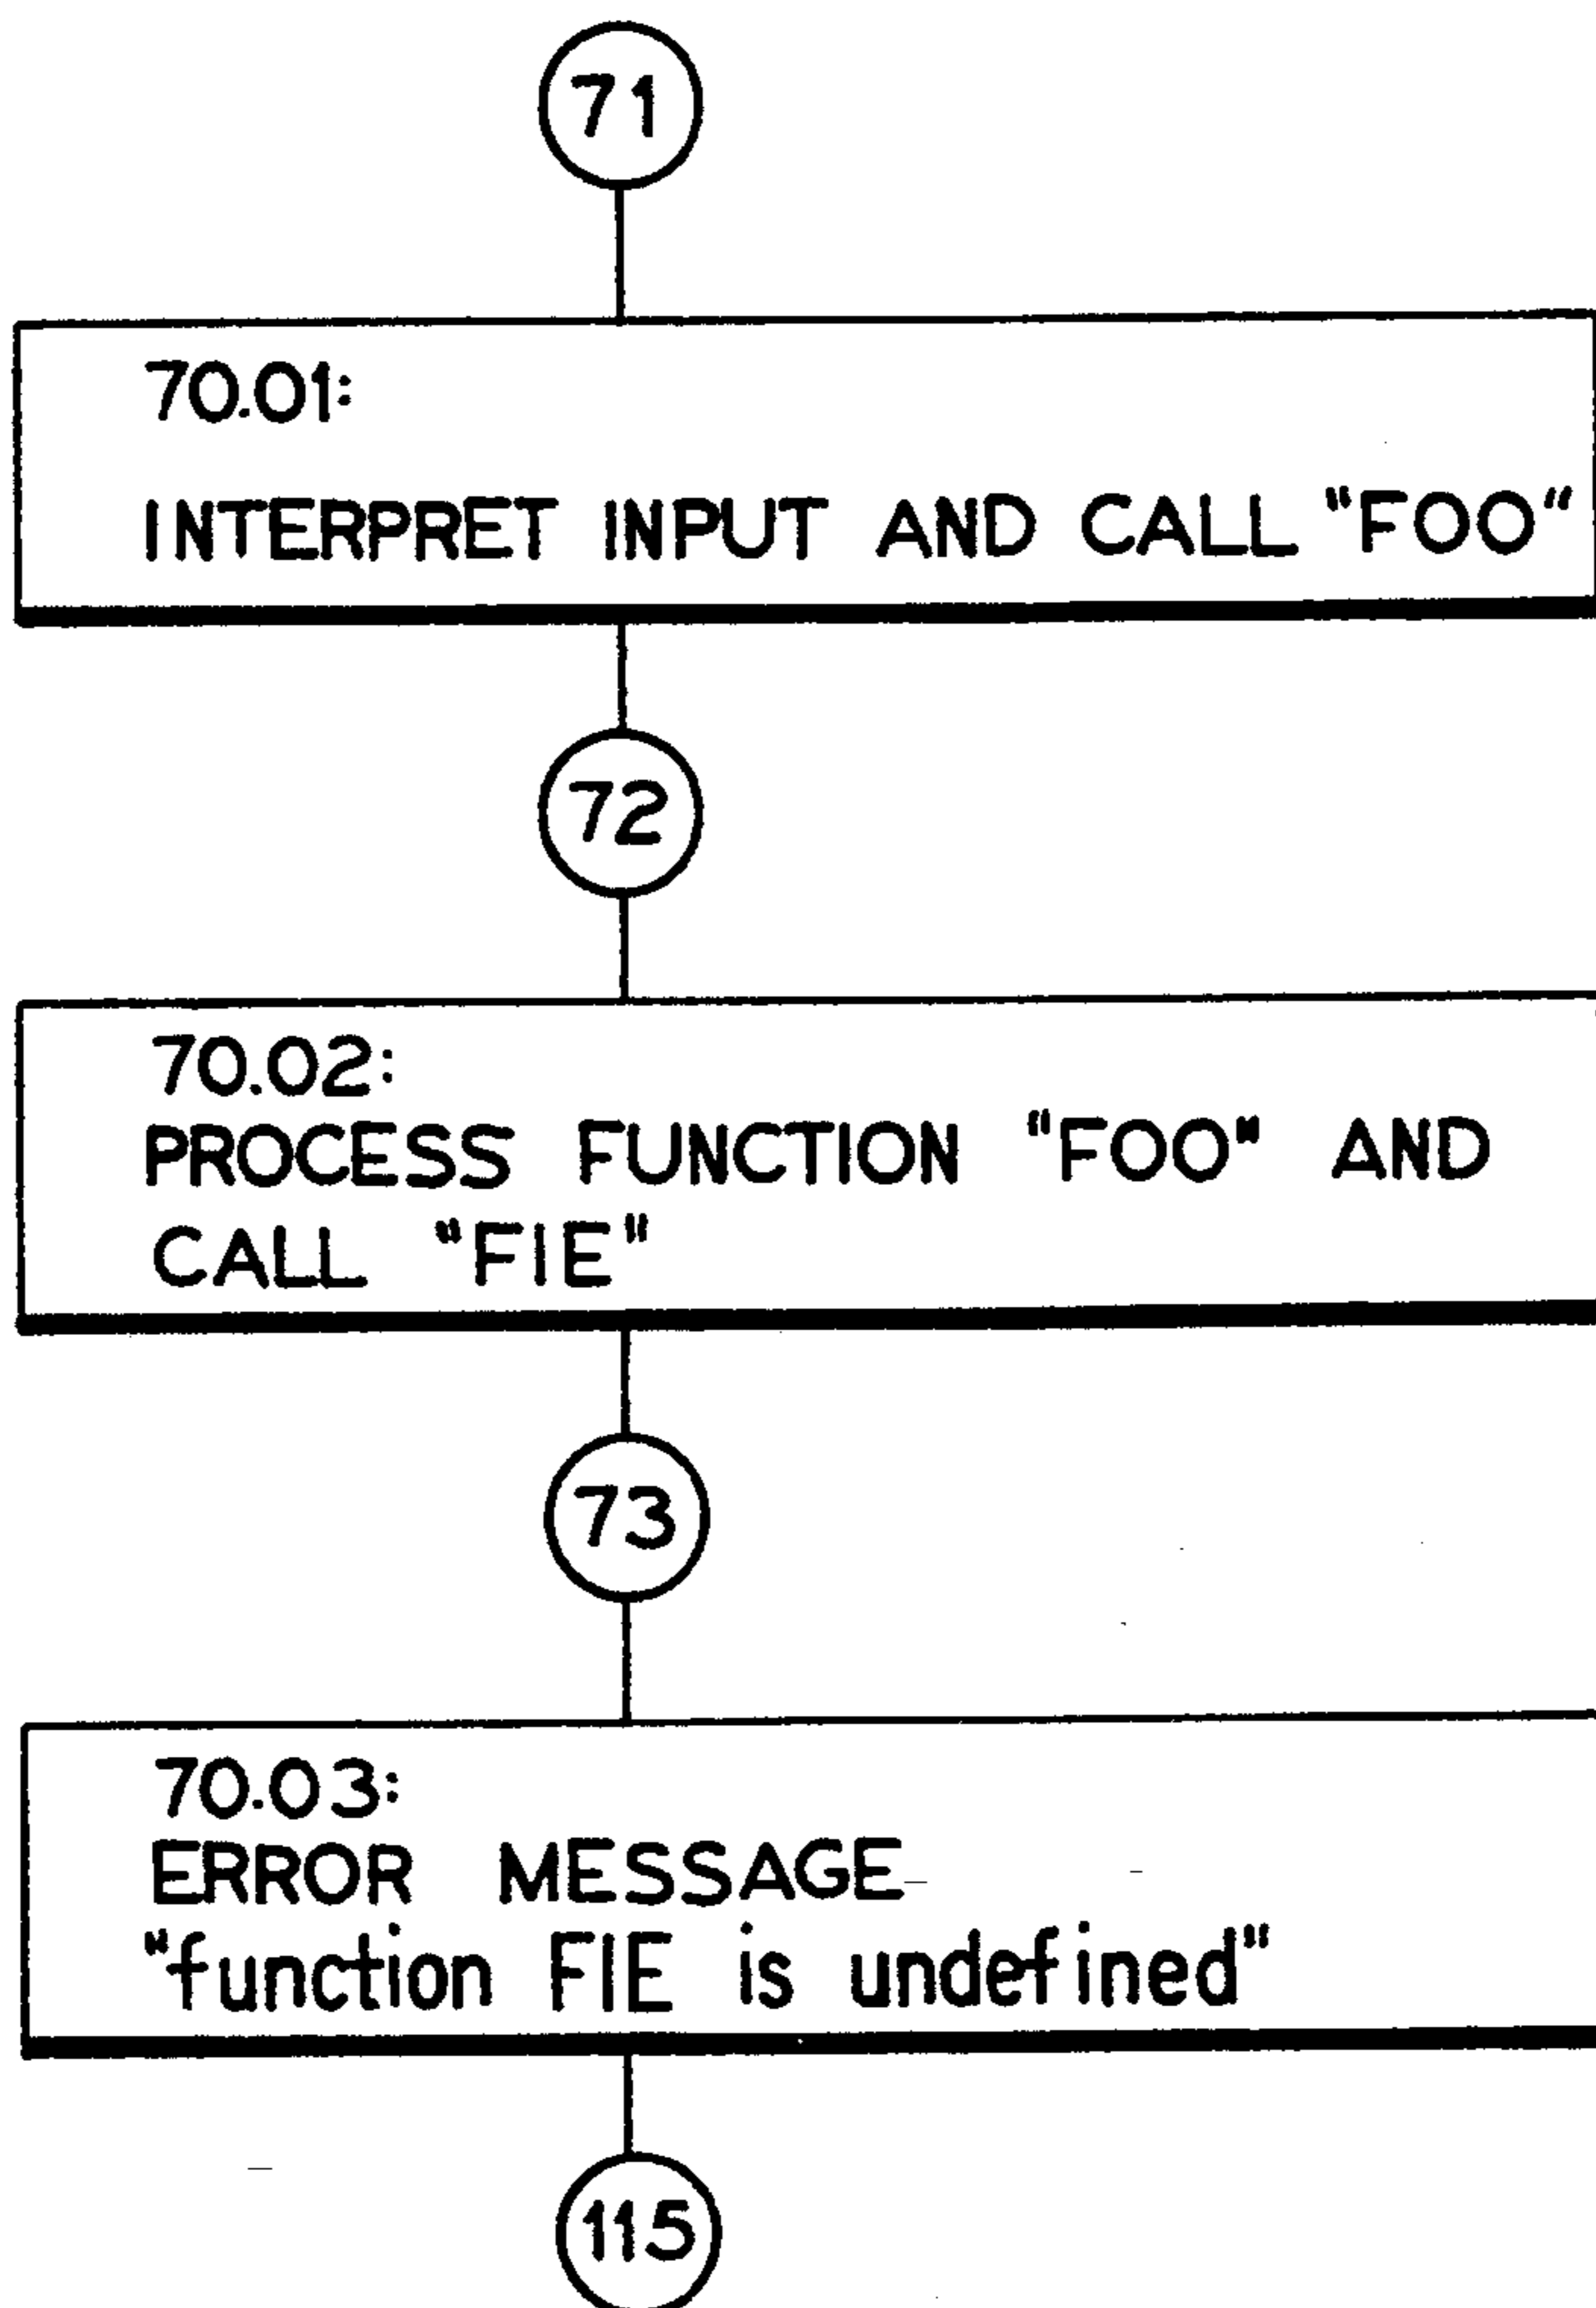 71
70.01:
INTERPRET INPUT AND CALL "FOO"
72
70.02:
PROCESS FUNCTION "FOO" AND
CALL "FIE"
73
70.03:
ERROR MESSAGE
"function FIE is undefined"
115